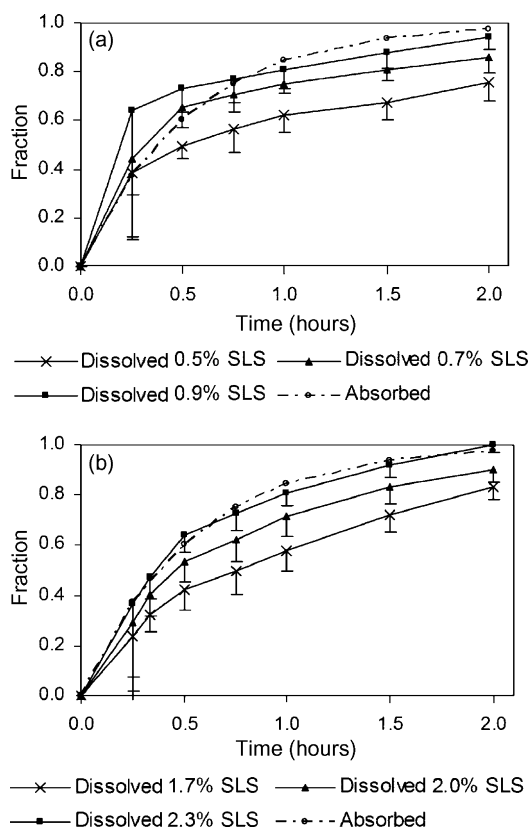 (a)
Fraction
1.0
0.8
0.6
0.4
0.2
0.0
0.0 0.5 1.0 1.5 2.0
Time (hours)
Dissolved 0.5% SLS Dissolved 0.7% SLS
Dissolved 0.9% SLS Absorbed
(b)
Fraction
1.0
0.8
0.6
0.4
0.2
0.0
0.0 0.5 1.0 1.5 2.0
Time (hours)
Dissolved 1.7% SLS Dissolved 2.0% SLS
Dissolved 2.3% SLS Absorbed